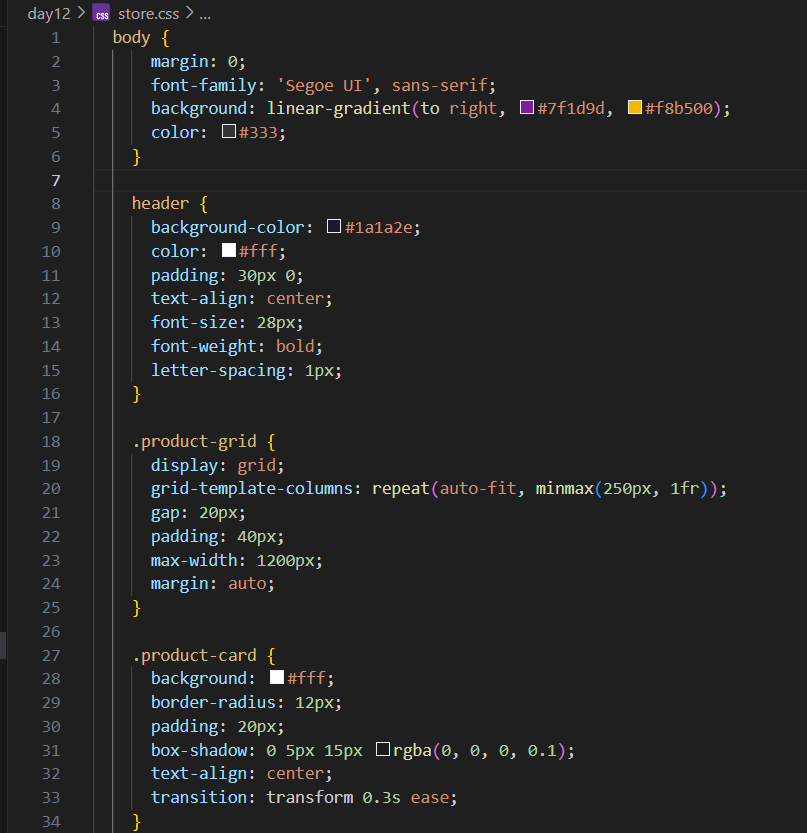 day12 > css store.css > ...
1 body {
2 margin: 0;
3 font-family: 'Segoe UI', sans-serif;
4 background: linear-gradient(to right, #7f1d9d, #f8b500);
5 color: #333;
6 }
7
8 header {
9 background-color: #1a1a2e;
10 color: #fff;
11 padding: 30px 0;
12 text-align: center;
13 font-size: 28px;
14 font-weight: bold;
15 letter-spacing: 1px;
16 }
17
18 .product-grid {
19 display: grid;
20 grid-template-columns: repeat(auto-fit, minmax(250px, 1fr));
21 gap: 20px;
22 padding: 40px;
23 max-width: 1200px;
24 margin: auto;
25 }
26
27 .product-card {
28 background: #fff;
29 border-radius: 12px;
30 padding: 20px;
31 box-shadow: 0 5px 15px rgba(0, 0, 0, 0.1);
32 text-align: center;
33 transition: transform 0.3s ease;
34 }